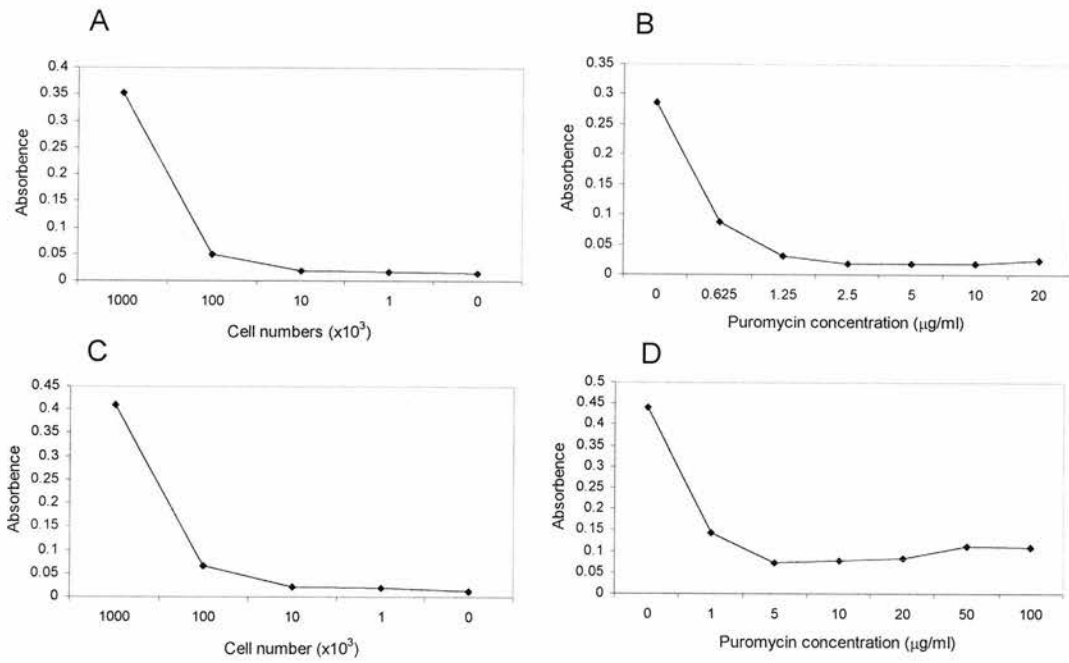 A
Absorbence
0.4
0.35
0.3
0.25
0.2
0.15
0.1
0.05
0
1000 100 10 1 0
Cell numbers (x10³)
B
Absorbence
0.35
0.3
0.25
0.2
0.15
0.1
0.05
0
0 0.625 1.25 2.5 5 10 20
Puromycin concentration (μg/ml)
C
Absorbence
0.45
0.4
0.35
0.3
0.25
0.2
0.15
0.1
0.05
0
1000 100 10 1 0
Cell number (x10³)
D
Absorbence
0.5
0.45
0.4
0.35
0.3
0.25
0.2
0.15
0.1
0.05
0
0 1 5 10 20 50 100
Puromycin concentration (μg/ml)